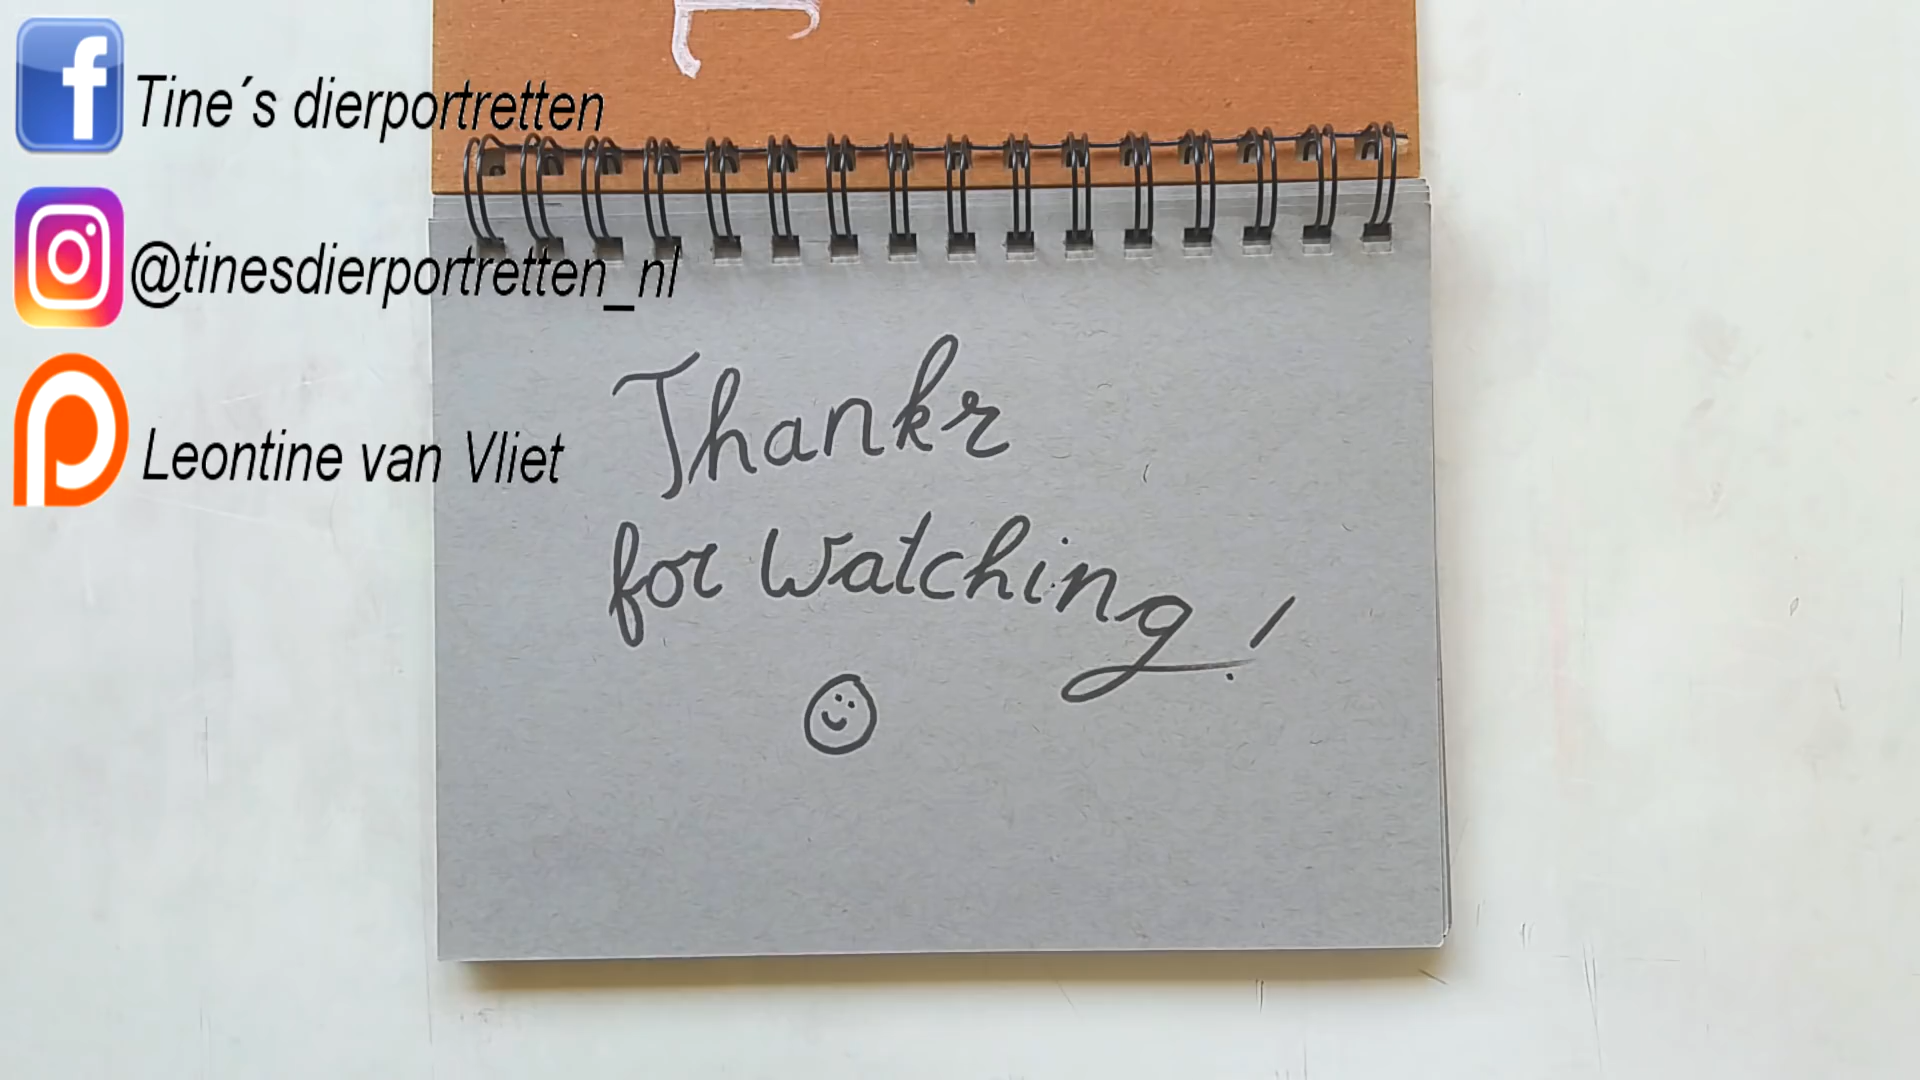 Tine´s dierportretten
@tinesdierportretten_nl
Leontine van Vliet
Thanks
for Watching!